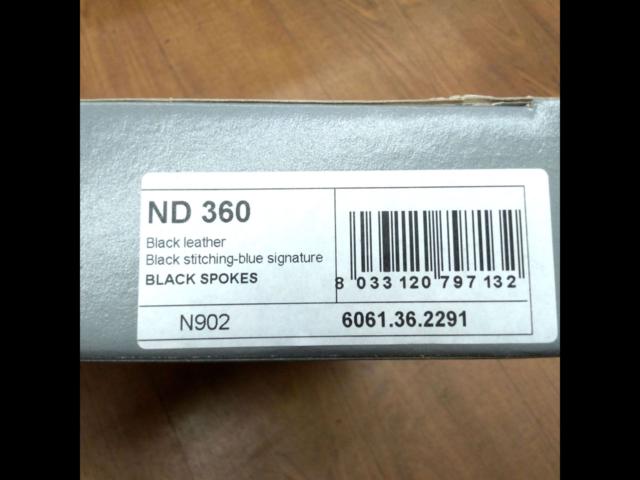 ND 360
Black leather
Black stitching-blue signature
BLACK SPOKES
8 033120 797132
N902
6061.36.2291